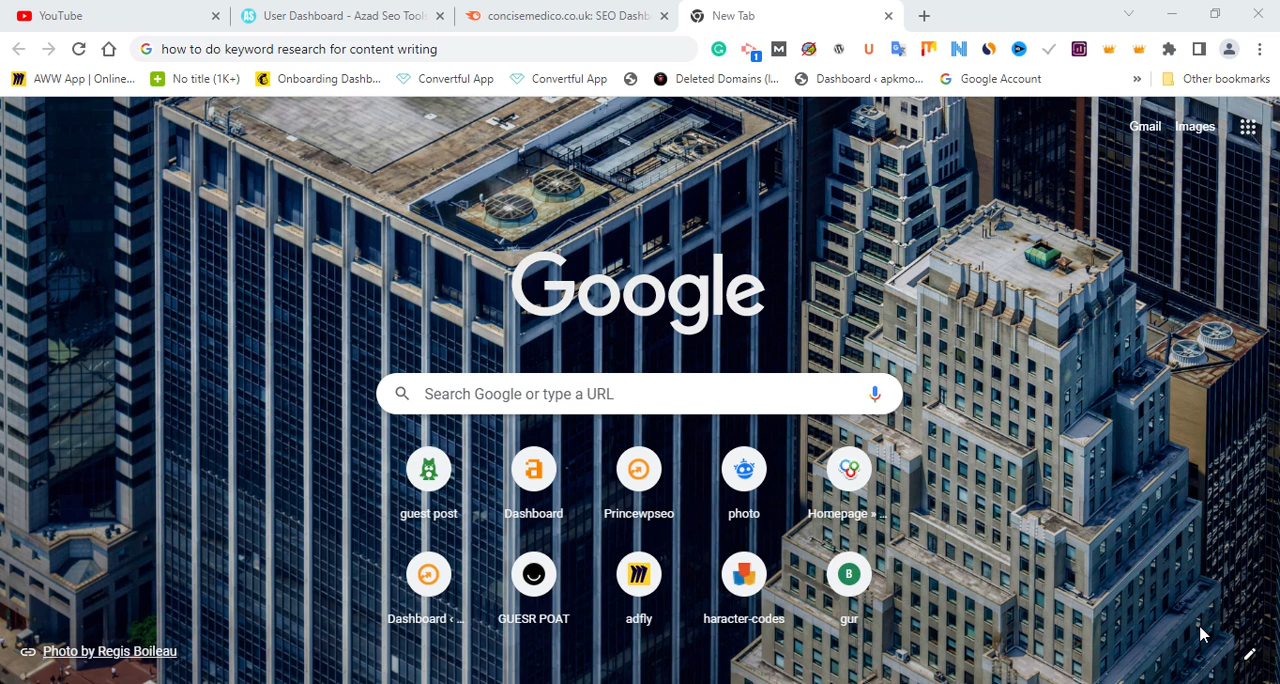 YouTube
User Dashboard - Azad Seo Tools
concisemedico.co.uk: SEO Dashb
New Tab
how to do keyword research for content writing
AWW App | Online...
No title (1K+)
Onboarding Dashb...
Convertful App
Convertful App
Deleted Domains (I...
Dashboard ‹ apkmo...
Google Account
»
Other bookmarks
Gmail
Images
Google
Search Google or type a URL
guest post
Dashboard
Princewpseo
photo
Homepage » ...
Dashboard ‹ ...
GUESR POAT
adfly
haracter-codes
gur
Photo by Regis Boileau